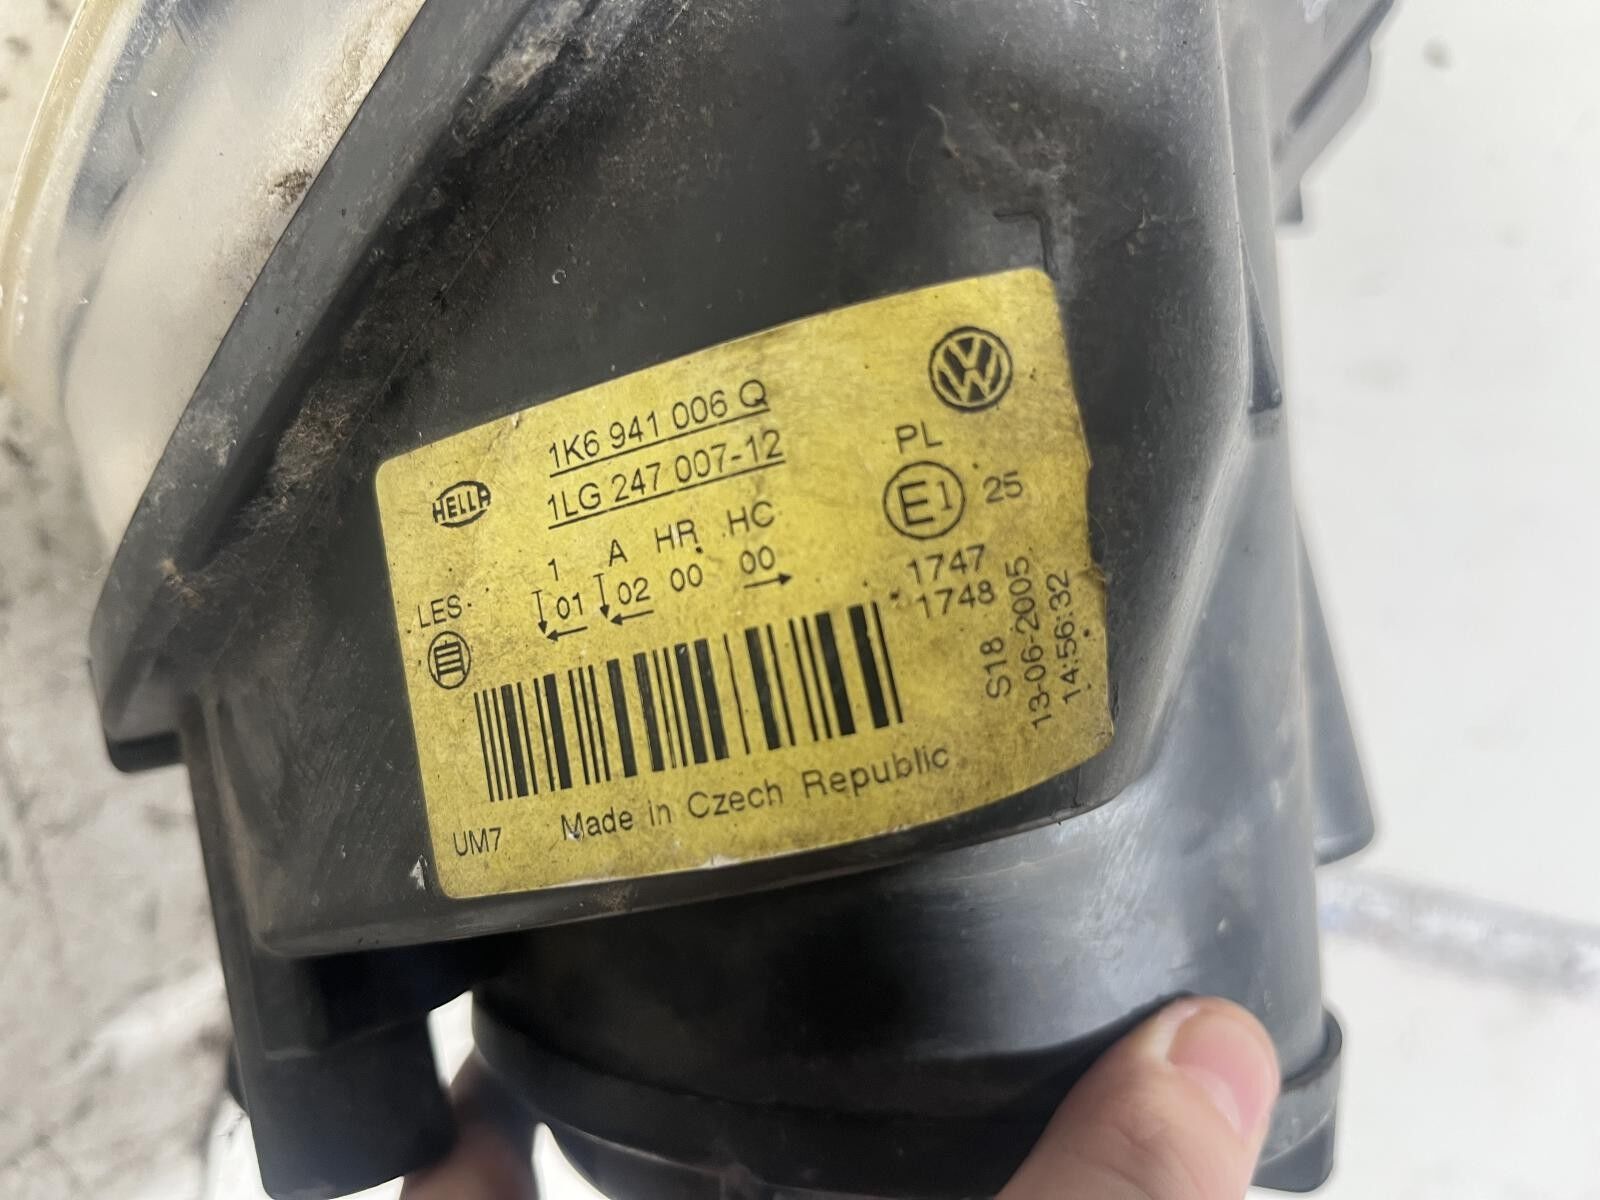 1K6 941 006 Q
1LG 247 007-12
HELLA
PL
E1 25
1 A HR HC
01 02 00 00
1747
1748
LES
S18
13-06-2005
14:56:32
UM7
Made in Czech Republic